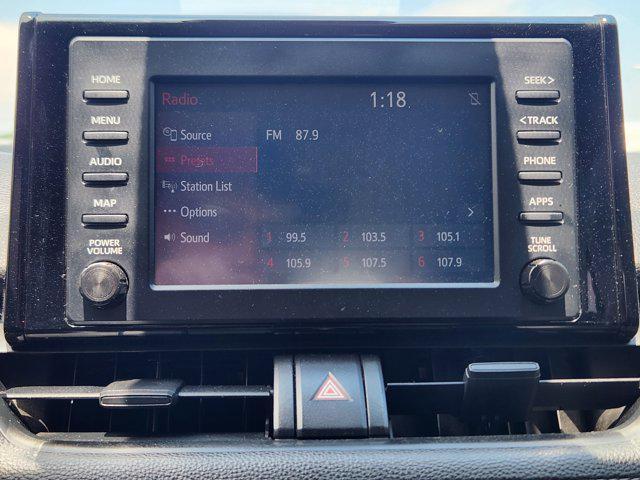 HOME
MENU
AUDIO
MAP
POWER
VOLUME
Radio
1:18
Source
Presets
Station List
Options
Sound
FM 87.9
1 99.5 2 103.5 3 105.1
4 105.9 5 107.5 6 107.9
SEEK>
<TRACK
PHONE
APPS
TUNE
SCROLL